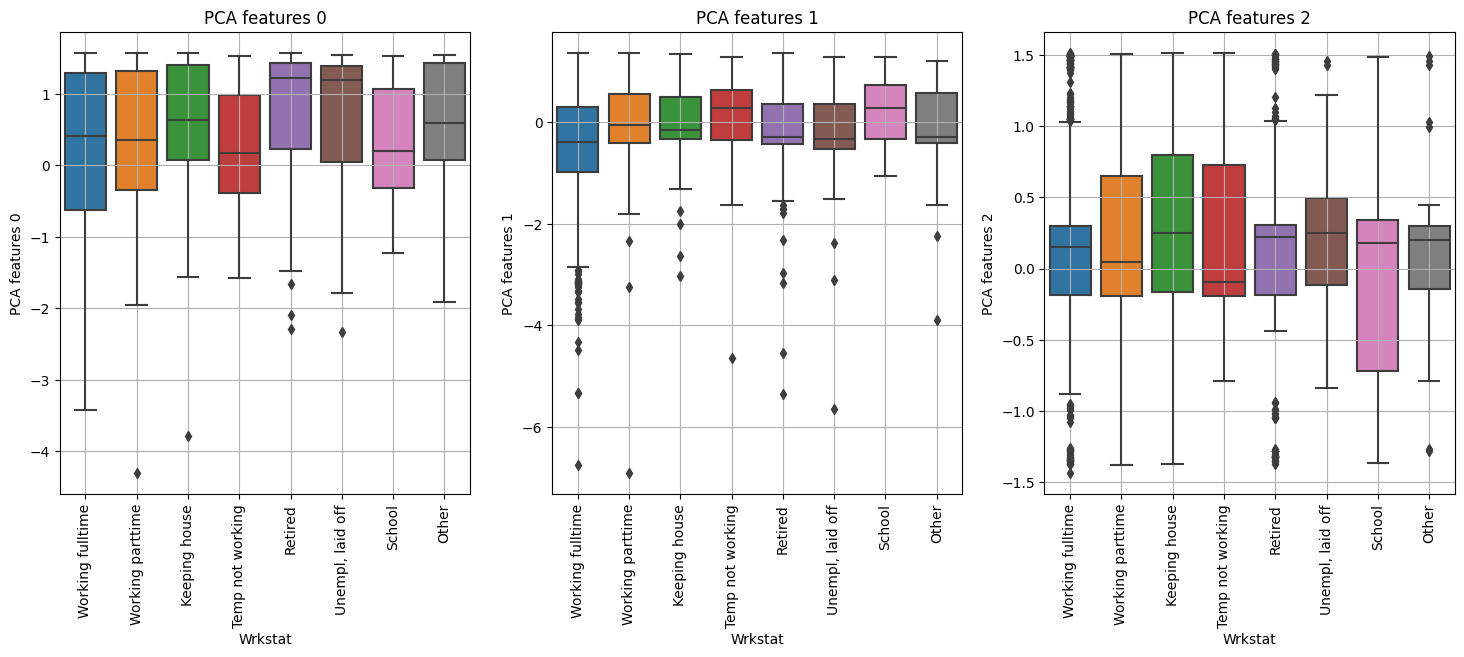 PCA features 0
PCA features 0
1
0
−1
−2
−3
−4
Working fulltime
Working parttime
Keeping house
Temp not working
Retired
Unempl, laid off
School
Other
Wrkstat
PCA features 1
PCA features 1
0
−2
−4
−6
Working fulltime
Working parttime
Keeping house
Temp not working
Retired
Unempl, laid off
School
Other
Wrkstat
PCA features 2
PCA features 2
1.5
1.0
0.5
0.0
−0.5
−1.0
−1.5
Working fulltime
Working parttime
Keeping house
Temp not working
Retired
Unempl, laid off
School
Other
Wrkstat